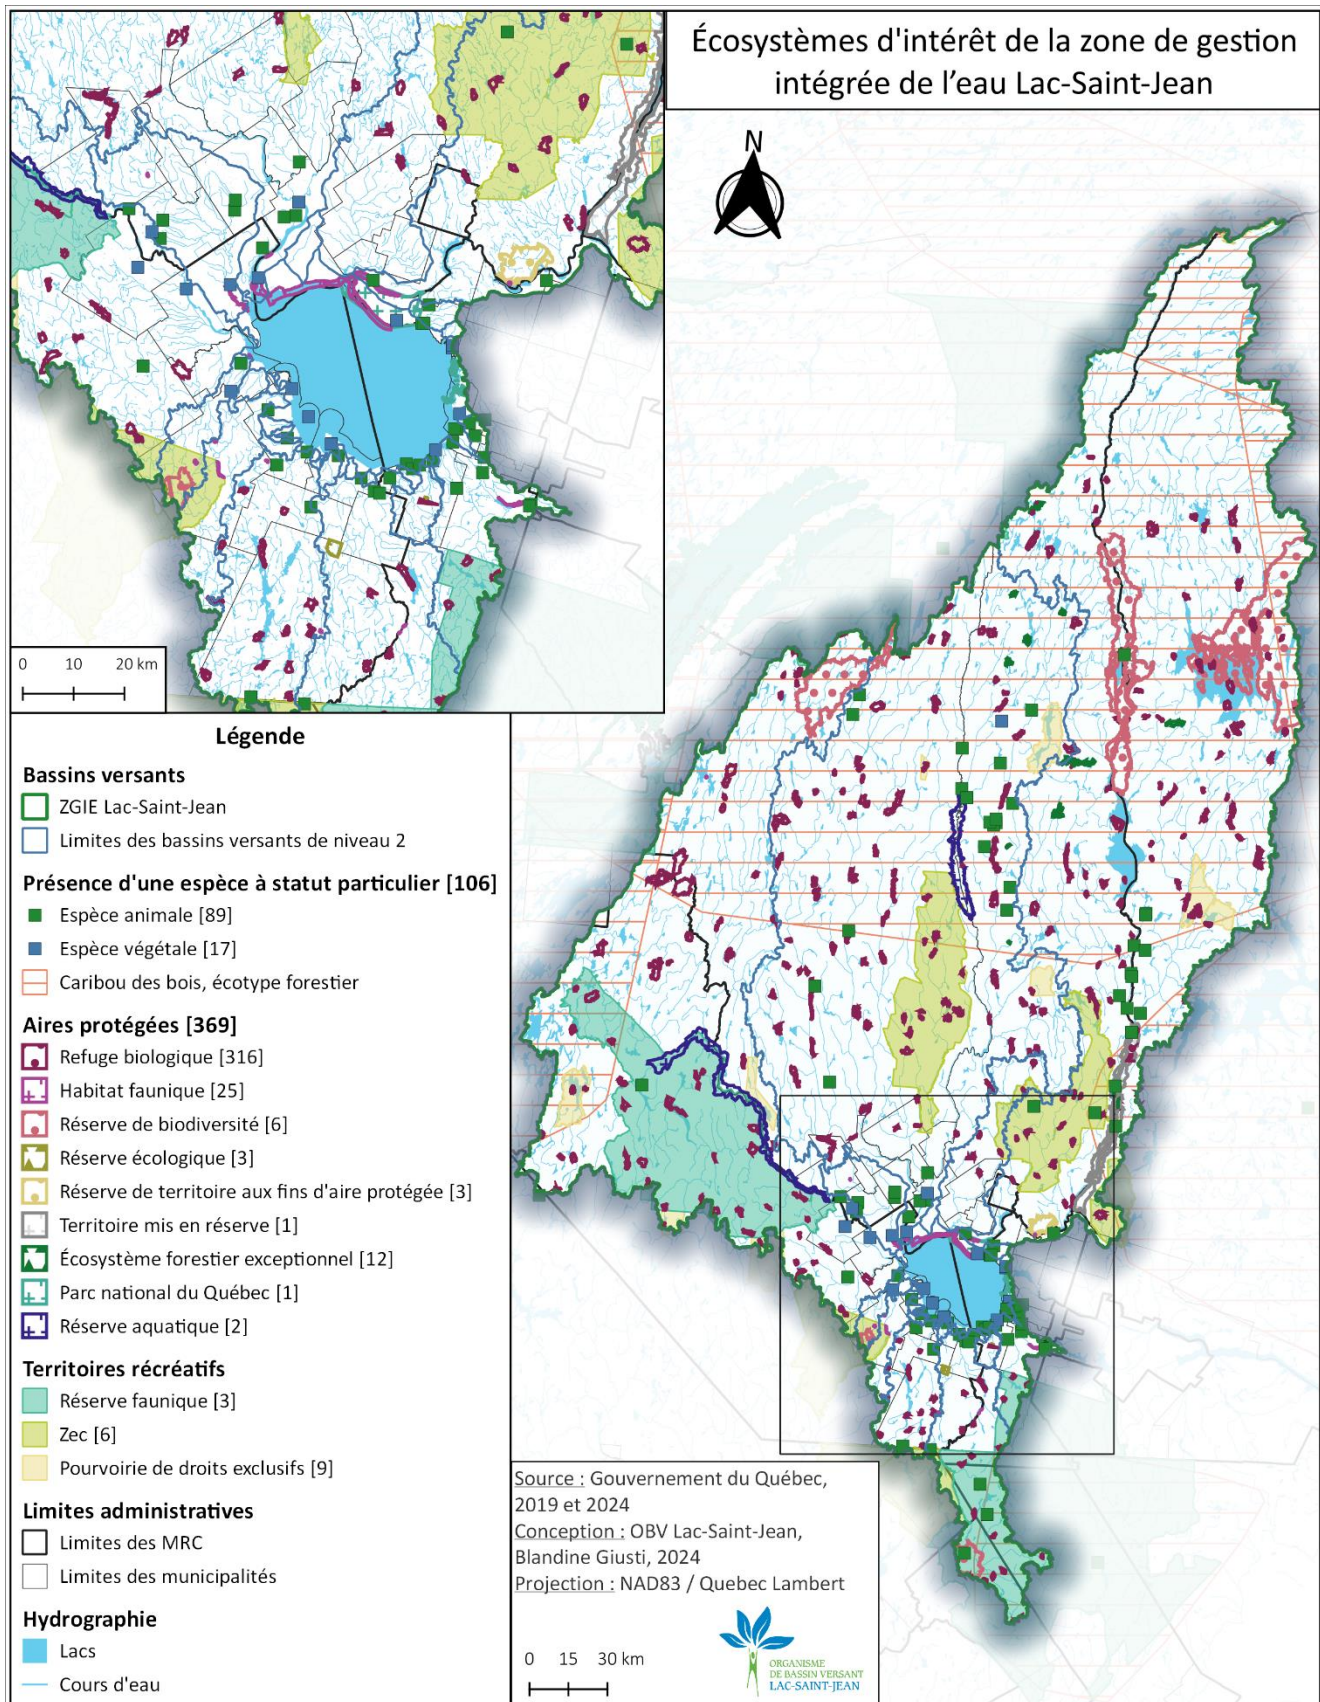 Écosystèmes d'intérêt de la zone de gestion
intégrée de l’eau Lac-Saint-Jean
N
0 10 20 km
Légende
Bassins versants
ZGIE Lac-Saint-Jean
Limites des bassins versants de niveau 2
Présence d'une espèce à statut particulier [106]
Espèce animale [89]
Espèce végétale [17]
Caribou des bois, écotype forestier
Aires protégées [369]
Refuge biologique [316]
Habitat faunique [25]
Réserve de biodiversité [6]
Réserve écologique [3]
Réserve de territoire aux fins d'aire protégée [3]
Territoire mis en réserve [1]
Écosystème forestier exceptionnel [12]
Parc national du Québec [1]
Réserve aquatique [2]
Territoires récréatifs
Réserve faunique [3]
Zec [6]
Pourvoirie de droits exclusifs [9]
Limites administratives
Limites des MRC
Limites des municipalités
Hydrographie
Lacs
Cours d'eau
Source : Gouvernement du Québec,
2019 et 2024
Conception : OBV Lac-Saint-Jean,
Blandine Giusti, 2024
Projection : NAD83 / Quebec Lambert
0 15 30 km
ORGANISME
DE BASSIN VERSANT
LAC-SAINT-JEAN